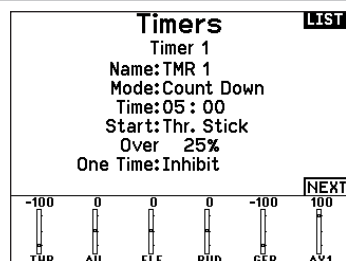 Timers
LIST
Timer 1
Name: TMR 1
Mode: Count Down
Time: 05 : 00
Start: Thr. Stick
Over 25%
One Time: Inhibit
NEXT
-100 0 0 0 -100 100
THR AIL ELE RUD GER AX1